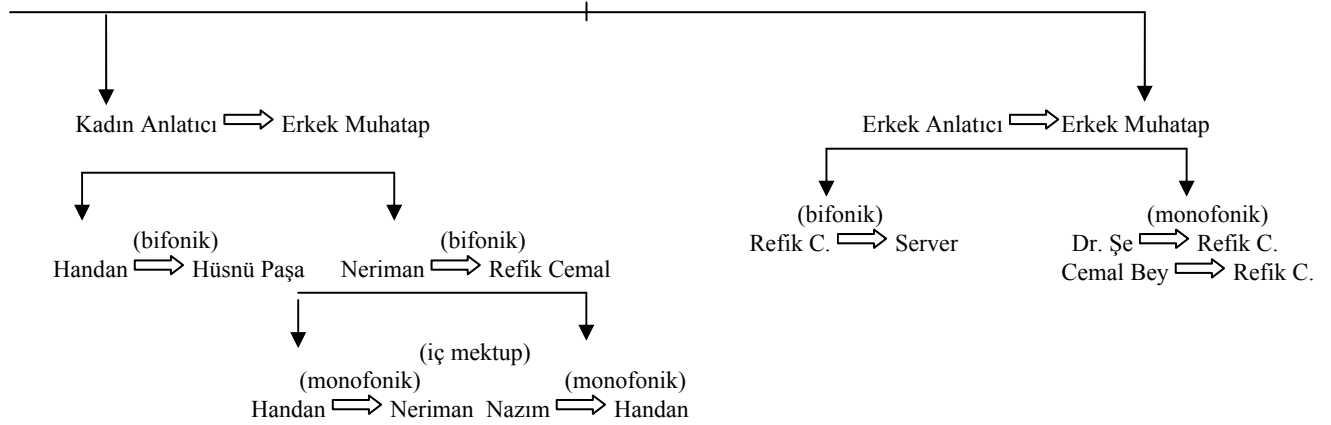 Kadın Anlatıcı Erkek Muhatap
Erkek Anlatıcı Erkek Muhatap
(bifonik) (monofonik)
(bifonik) (bifonik)
Refik C. Server Dr. Şe Refik C.
Handan Hüsnü Paşa Neriman Refik Cemal
Cemal Bey Refik C.
(iç mektup)
(monofonik) (monofonik)
Handan Neriman Nazım Handan